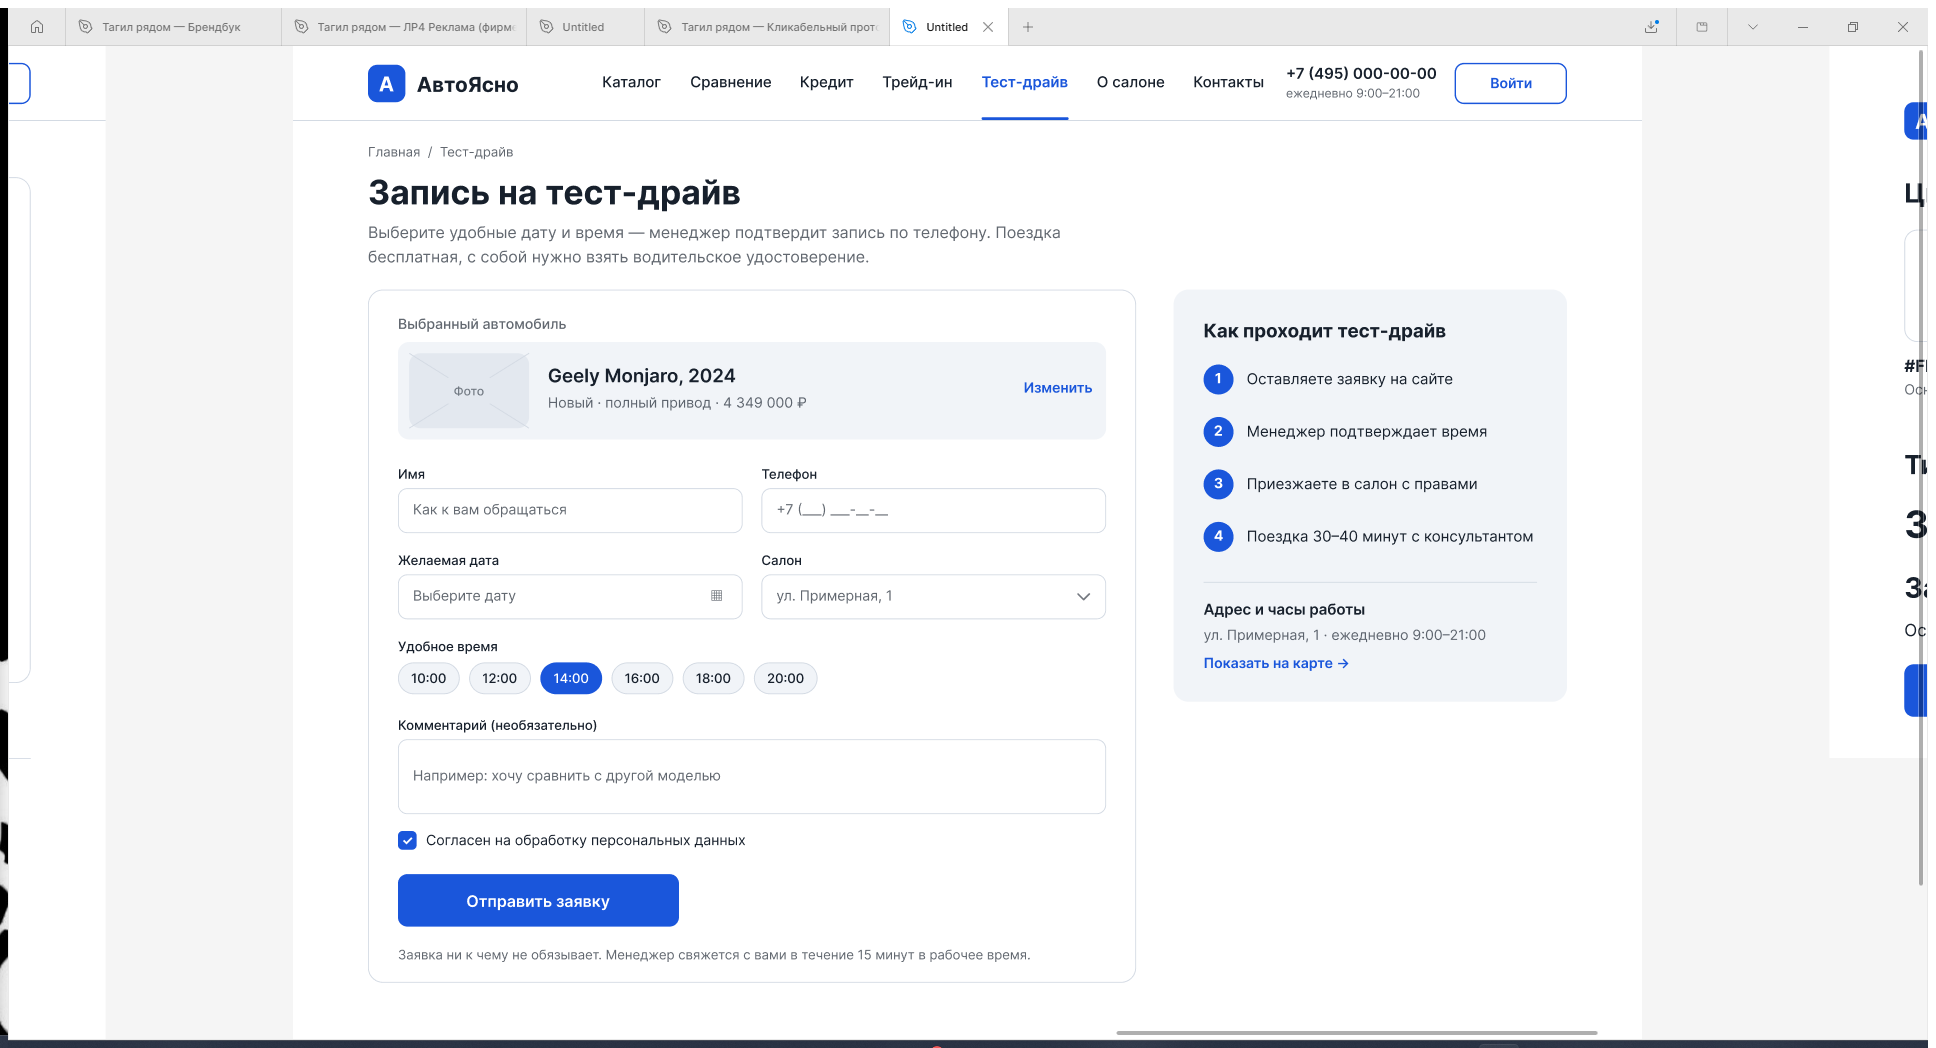 Тагил рядом — Брендбук
Тагил рядом — ЛР4 Реклама (фирме
Untitled
Тагил рядом — Кликабельный прот
Untitled
A АвтоЯсно
Каталог Сравнение Кредит Трейд-ин Тест-драйв О салоне Контакты
+7 (495) 000-00-00
ежедневно 9:00–21:00
Войти
Главная / Тест-драйв
Запись на тест-драйв
Выберите удобные дату и время — менеджер подтвердит запись по телефону. Поездка
бесплатная, с собой нужно взять водительское удостоверение.
Выбранный автомобиль
Фото
Geely Monjaro, 2024
Новый · полный привод · 4 349 000 ₽
Изменить
Имя
Как к вам обращаться
Телефон
+7 (___) ___-__-__
Желаемая дата
Выберите дату
Салон
ул. Примерная, 1
Удобное время
10:00 12:00 14:00 16:00 18:00 20:00
Комментарий (необязательно)
Например: хочу сравнить с другой моделью
Согласен на обработку персональных данных
Отправить заявку
Заявка ни к чему не обязывает. Менеджер свяжется с вами в течение 15 минут в рабочее время.
Как проходит тест-драйв
1 Оставляете заявку на сайте
2 Менеджер подтверждает время
3 Приезжаете в салон с правами
4 Поездка 30–40 минут с консультантом
Адрес и часы работы
ул. Примерная, 1 · ежедневно 9:00–21:00
Показать на карте →